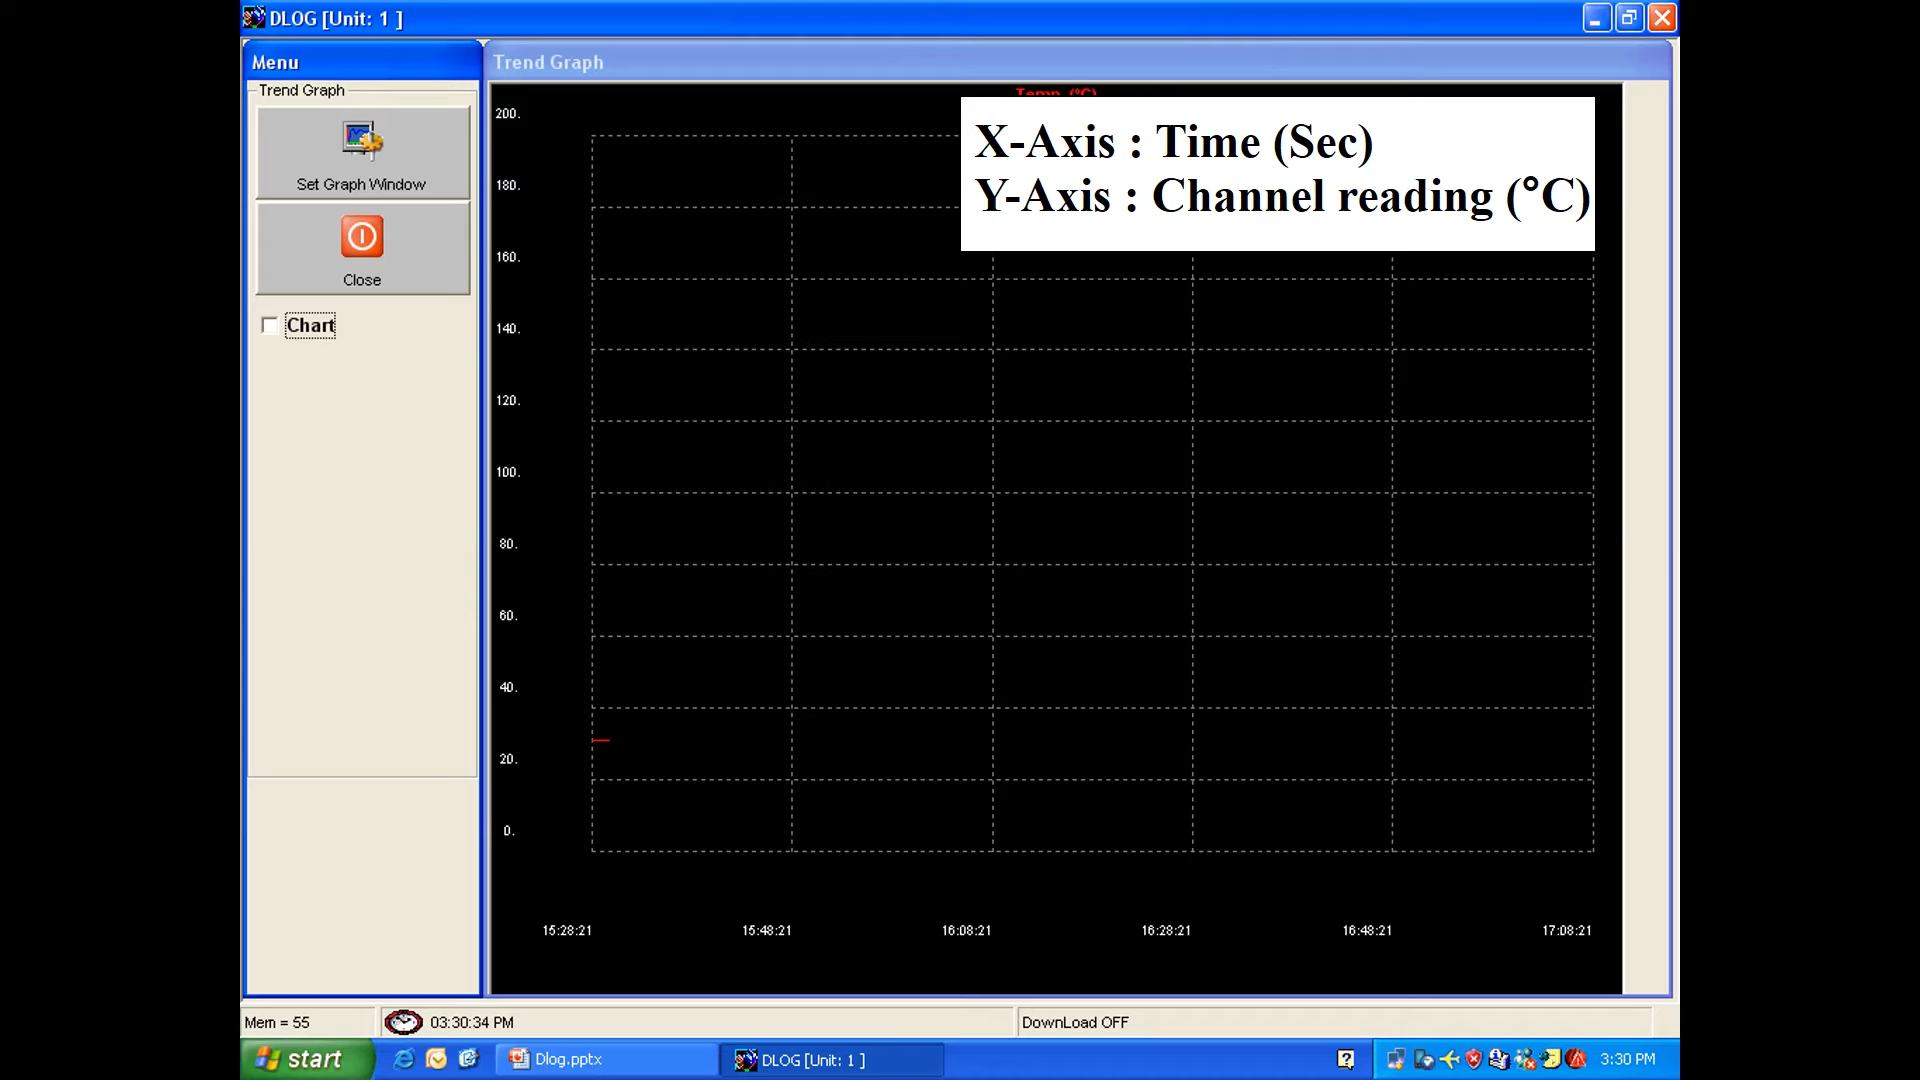 DLOG [Unit: 1 ]
Menu
Trend Graph
Trend Graph
Set Graph Window
Close
Chart
Temp. (°C)
X-Axis : Time (Sec)
Y-Axis : Channel reading (°C)
200.
180.
160.
140.
120.
100.
80.
60.
40.
20.
0.
15:28:21 15:48:21 16:08:21 16:28:21 16:48:21 17:08:21
Mem = 55 03:30:34 PM DownLoad OFF
start Dlog.pptx DLOG [Unit: 1 ] 3:30 PM